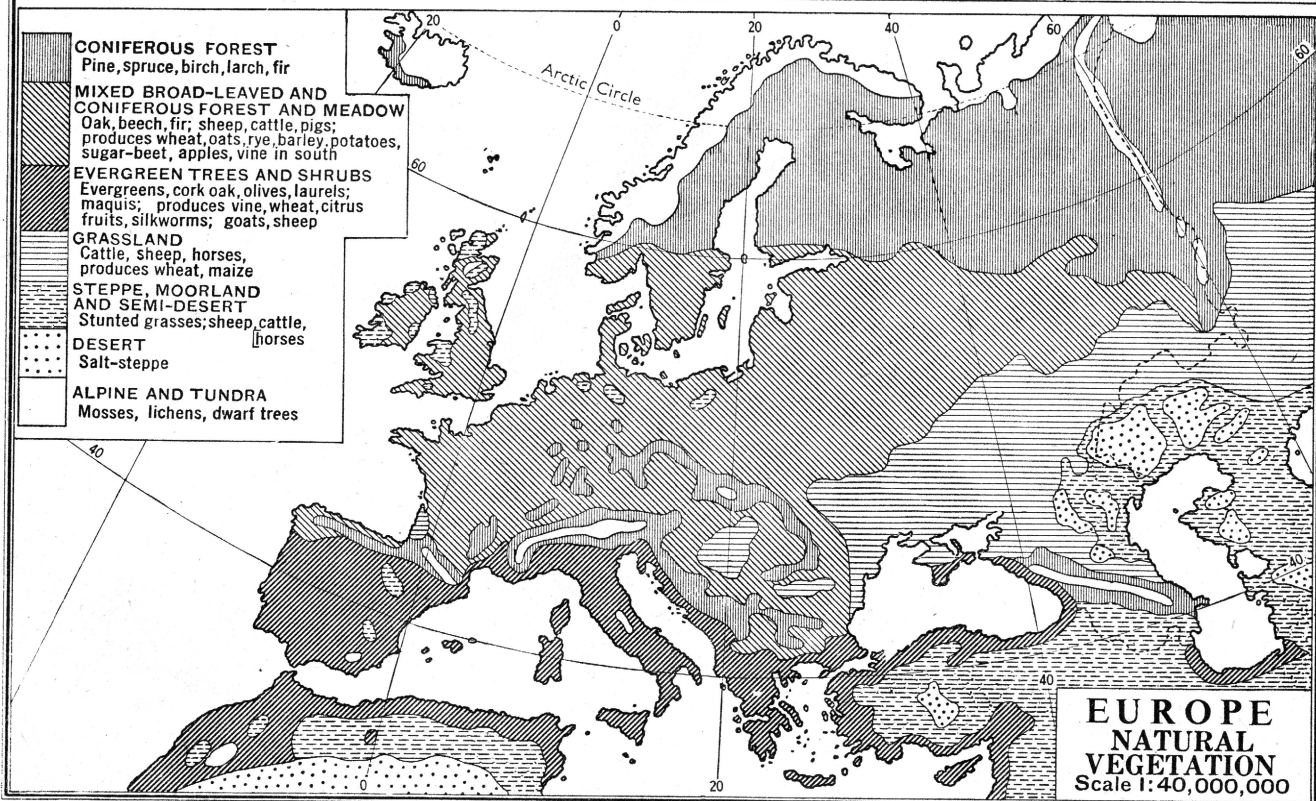 CONIFEROUS FOREST
Pine, spruce, birch, larch, fir
MIXED BROAD-LEAVED AND
CONIFEROUS FOREST AND MEADOW
Oak, beech, fir; sheep, cattle, pigs;
produces wheat, oats, rye, barley, potatoes,
sugar-beet, apples, vine in south
EVERGREEN TREES AND SHRUBS
Evergreens, cork oak, olives, laurels;
maquis; produces vine, wheat, citrus
fruits, silkworms; goats, sheep
GRASSLAND
Cattle, sheep, horses,
produces wheat, maize
STEPPE, MOORLAND
AND SEMI-DESERT
Stunted grasses; sheep, cattle,
[horses
DESERT
Salt-steppe
ALPINE AND TUNDRA
Mosses, lichens, dwarf trees
20
0
20
40
60
60
Arctic Circle
60
40
40
40
0
20
EUROPE
NATURAL
VEGETATION
Scale 1:40,000,000